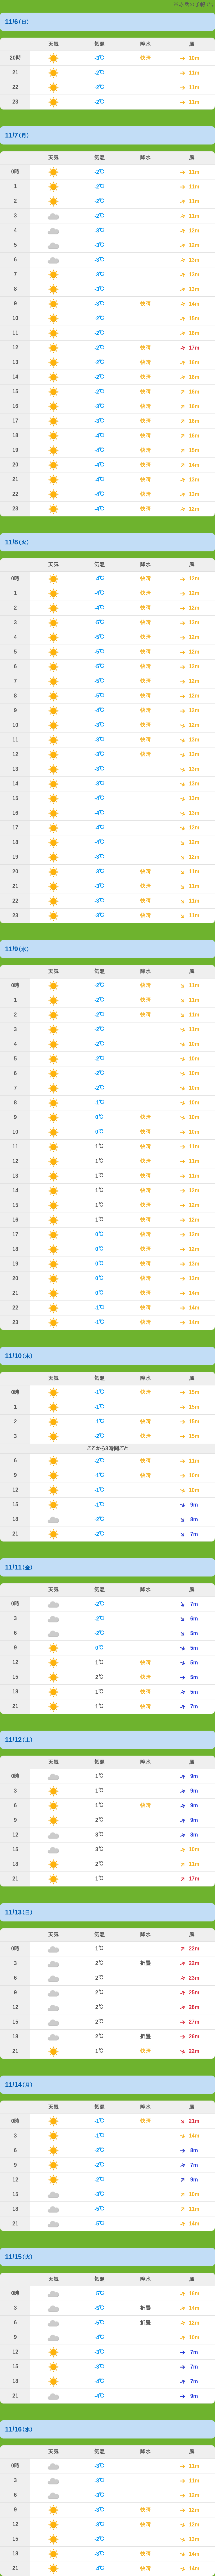 11/6(日)
天気 気温 降水 風
20時 -3℃ 快晴 10m
21 -2℃ 11m
22 -2℃ 11m
23 -2℃ 11m
11/7(月)
天気 気温 降水 風
0時 -2℃ 11m
1 -2℃ 11m
2 -2℃ 11m
3 -2℃ 11m
4 -3℃ 12m
5 -3℃ 12m
6 -3℃ 13m
7 -3℃ 13m
8 -3℃ 13m
9 -3℃ 快晴 14m
10 -2℃ 15m
11 -2℃ 16m
12 -2℃ 快晴 17m
13 -2℃ 快晴 16m
14 -2℃ 快晴 16m
15 -2℃ 快晴 16m
16 -3℃ 快晴 16m
17 -3℃ 快晴 16m
18 -4℃ 快晴 16m
19 -4℃ 快晴 15m
20 -4℃ 快晴 14m
21 -4℃ 快晴 13m
22 -4℃ 快晴 13m
23 -4℃ 快晴 12m
11/8(火)
天気 気温 降水 風
0時 -4℃ 快晴 12m
1 -4℃ 快晴 12m
2 -4℃ 快晴 12m
3 -5℃ 快晴 13m
4 -5℃ 快晴 12m
5 -5℃ 快晴 12m
6 -5℃ 快晴 12m
7 -5℃ 快晴 12m
8 -5℃ 快晴 12m
9 -4℃ 快晴 12m
10 -3℃ 快晴 12m
11 -3℃ 快晴 13m
12 -3℃ 快晴 13m
13 -3℃ 13m
14 -3℃ 13m
15 -4℃ 13m
16 -4℃ 13m
17 -4℃ 12m
18 -4℃ 12m
19 -3℃ 12m
20 -3℃ 快晴 11m
21 -3℃ 快晴 11m
22 -3℃ 快晴 11m
23 -3℃ 快晴 11m
11/9(水)
天気 気温 降水 風
0時 -2℃ 快晴 11m
1 -2℃ 快晴 11m
2 -2℃ 快晴 11m
3 -2℃ 11m
4 -2℃ 10m
5 -2℃ 10m
6 -2℃ 10m
7 -2℃ 10m
8 -1℃ 10m
9 0℃ 快晴 10m
10 0℃ 快晴 10m
11 1℃ 快晴 11m
12 1℃ 快晴 11m
13 1℃ 快晴 11m
14 1℃ 快晴 12m
15 1℃ 快晴 12m
16 1℃ 快晴 12m
17 0℃ 快晴 12m
18 0℃ 快晴 12m
19 0℃ 快晴 13m
20 0℃ 快晴 13m
21 0℃ 快晴 14m
22 -1℃ 快晴 14m
23 -1℃ 快晴 14m
11/10(木)
天気 気温 降水 風
0時 -1℃ 快晴 15m
1 -1℃ 15m
2 -1℃ 快晴 15m
3 -2℃ 快晴 15m
ここから3時間ごと
6 -2℃ 快晴 11m
9 -1℃ 快晴 10m
12 -1℃ 10m
15 -1℃ 9m
18 -2℃ 8m
21 -2℃ 7m
11/11(金)
天気 気温 降水 風
0時 -2℃ 7m
3 -2℃ 6m
6 -2℃ 5m
9 0℃ 5m
12 1℃ 快晴 5m
15 2℃ 快晴 5m
18 1℃ 快晴 5m
21 1℃ 快晴 7m
11/12(土)
天気 気温 降水 風
0時 1℃ 9m
3 1℃ 9m
6 1℃ 快晴 9m
9 2℃ 9m
12 3℃ 8m
15 3℃ 10m
18 2℃ 11m
21 1℃ 17m
11/13(日)
天気 気温 降水 風
0時 1℃ 22m
3 2℃ 折曇 22m
6 2℃ 23m
9 2℃ 25m
12 2℃ 28m
15 2℃ 27m
18 2℃ 折曇 26m
21 1℃ 快晴 22m
11/14(月)
天気 気温 降水 風
0時 -1℃ 快晴 21m
3 -1℃ 14m
6 -2℃ 8m
9 -2℃ 7m
12 -2℃ 9m
15 -3℃ 10m
18 -5℃ 11m
21 -5℃ 14m
11/15(火)
天気 気温 降水 風
0時 -5℃ 16m
3 -5℃ 折曇 14m
6 -5℃ 折曇 12m
9 -4℃ 10m
12 -3℃ 7m
15 -3℃ 7m
18 -4℃ 7m
21 -4℃ 9m
11/16(水)
天気 気温 降水 風
0時 -3℃ 11m
3 -3℃ 11m
6 -3℃ 12m
9 -3℃ 快晴 12m
12 -3℃ 快晴 12m
15 -2℃ 13m
18 -3℃ 快晴 14m
21 -4℃ 快晴 14m